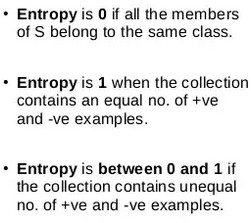 • Entropy is 0 if all the members
of S belong to the same class.
• Entropy is 1 when the collection
contains an equal no. of +ve
and -ve examples.
• Entropy is between 0 and 1 if
the collection contains unequal
no. of +ve and -ve examples.